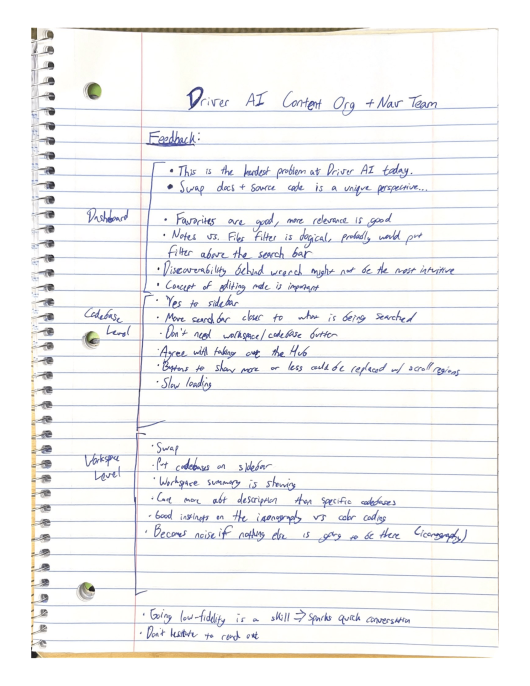 Driver AI Content Org + Nav Team
Feedback:
• This is the hardest problem at Driver AI today.
• Swap docs + source code is a unique perspective...
Dashboard
• Favorites are good, more relevance is good
• Notes vs. Files Filter is logical, probably would put
Filter above the search bar
• Discoverability behind search might not be the most intuitive
• Concept of editing mode is important
Codebase
Level
• Yes to sidebar
• Move search bar closer to what is being searched
• Don't need workspace/codebase button
• Agree with taking out the Hub
• Buttons to show more or less could be replaced w/ scroll regions
• Slow loading
Workspace
Level
• Swap
• Put codebases on sidebar
• Workspace summary is
• Care more abt description than specific codebases
• Good instincts on the iconography vs color coding
• Becomes noise if nothing else is going to be there (iconography)
• Going low-fidelity is a skill ⇒ sparks quick conversation
• Don't hesitate to reach out